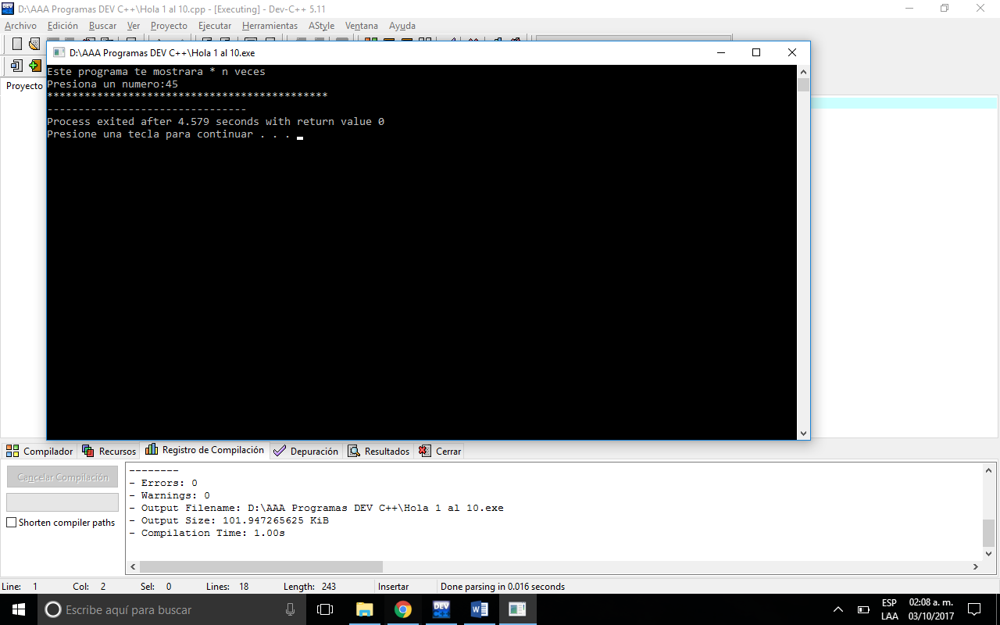 D:\AAA Programas DEV C++\Hola 1 al 10.cpp - [Executing] - Dev-C++ 5.11
Archivo Edición Buscar Ver Proyecto Ejecutar Herramientas AStyle Ventana Ayuda
D:\AAA Programas DEV C++\Hola 1 al 10.exe
Proyecto
Este programa te mostrara * n veces
Presiona un numero:45
*********************************************
--------------------------------
Process exited after 4.579 seconds with return value 0
Presione una tecla para continuar . . .
Compilador Recursos Registro de Compilación Depuración Resultados Cerrar
Cancelar Compilación
Shorten compiler paths
--------
- Errors: 0
- Warnings: 0
- Output Filename: D:\AAA Programas DEV C++\Hola 1 al 10.exe
- Output Size: 101.947265625 KiB
- Compilation Time: 1.00s
Line: 1 Col: 2 Sel: 0 Lines: 18 Length: 243 Insertar Done parsing in 0.016 seconds
Escribe aquí para buscar
DEV
ESP
LAA
02:08 a. m.
03/10/2017